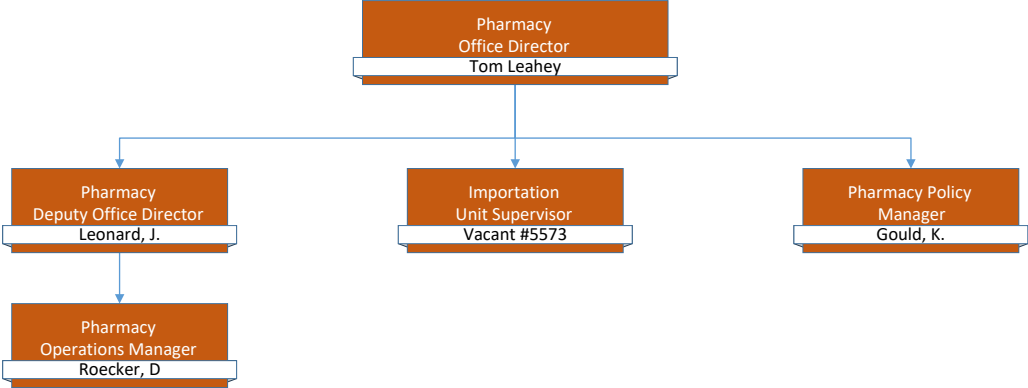 Pharmacy
Office Director
Tom Leahey
Pharmacy
Deputy Office Director
Leonard, J.
Importation
Unit Supervisor
Vacant #5573
Pharmacy Policy
Manager
Gould, K.
Pharmacy
Operations Manager
Roecker, D